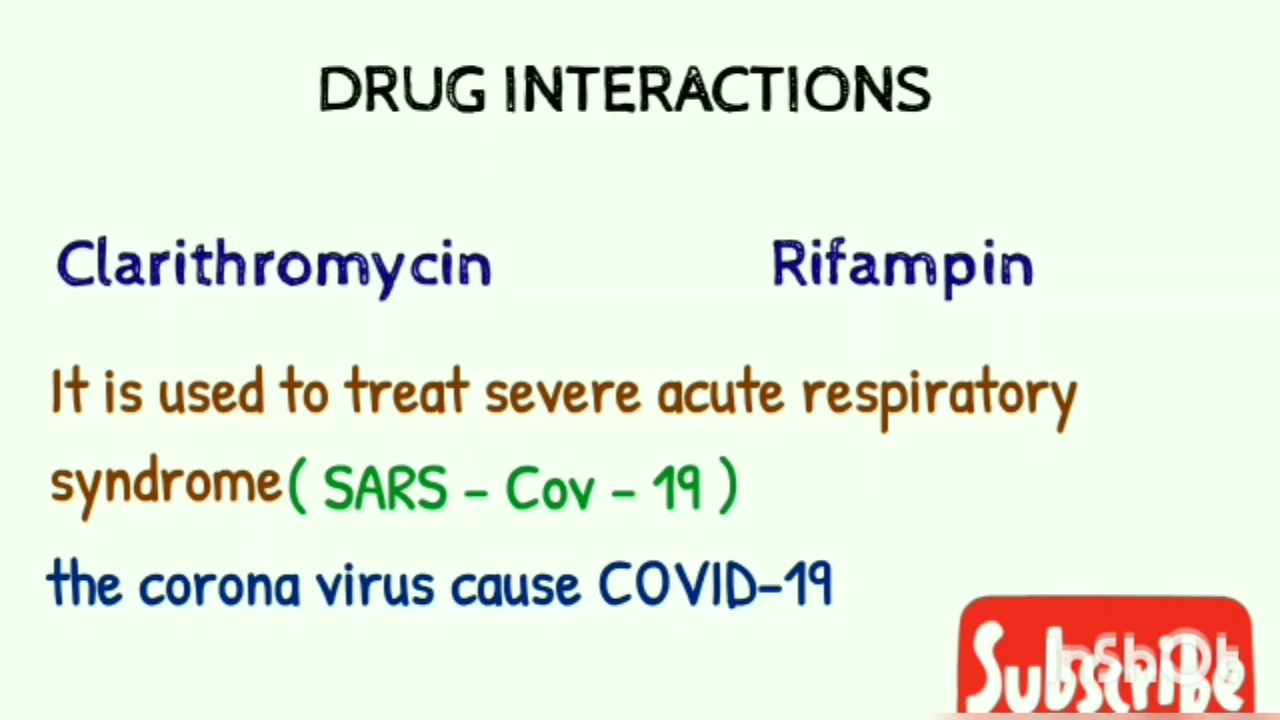 DRUG INTERACTIONS
Clarithromycin Rifampin
It is used to treat severe acute respiratory
syndrome ( SARS - Cov - 19 )
the corona virus cause COVID-19
Subscribe
InShOt